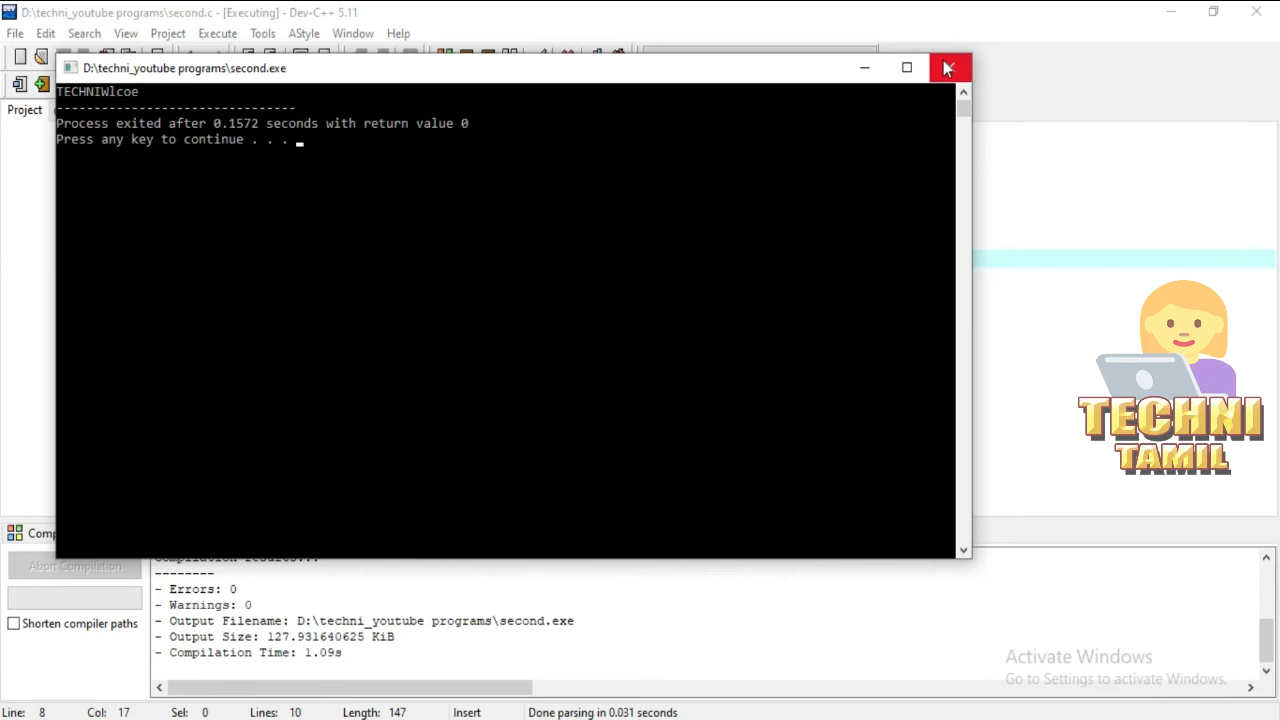 D:\techni_youtube programs\second.c - [Executing] - Dev-C++ 5.11
File Edit Search View Project Execute Tools AStyle Window Help
D:\techni_youtube programs\second.exe
Project
TECHNIWlcoe
--------------------------------
Process exited after 0.1572 seconds with return value 0
Press any key to continue . . .
TECHNI
TAMIL
Abort Compilation
Shorten compiler paths
Compilation results...
--------
- Errors: 0
- Warnings: 0
- Output Filename: D:\techni_youtube programs\second.exe
- Output Size: 127.931640625 KiB
- Compilation Time: 1.09s
Activate Windows
Go to Settings to activate Windows.
Line: 8 Col: 17 Sel: 0 Lines: 10 Length: 147 Insert Done parsing in 0.031 seconds